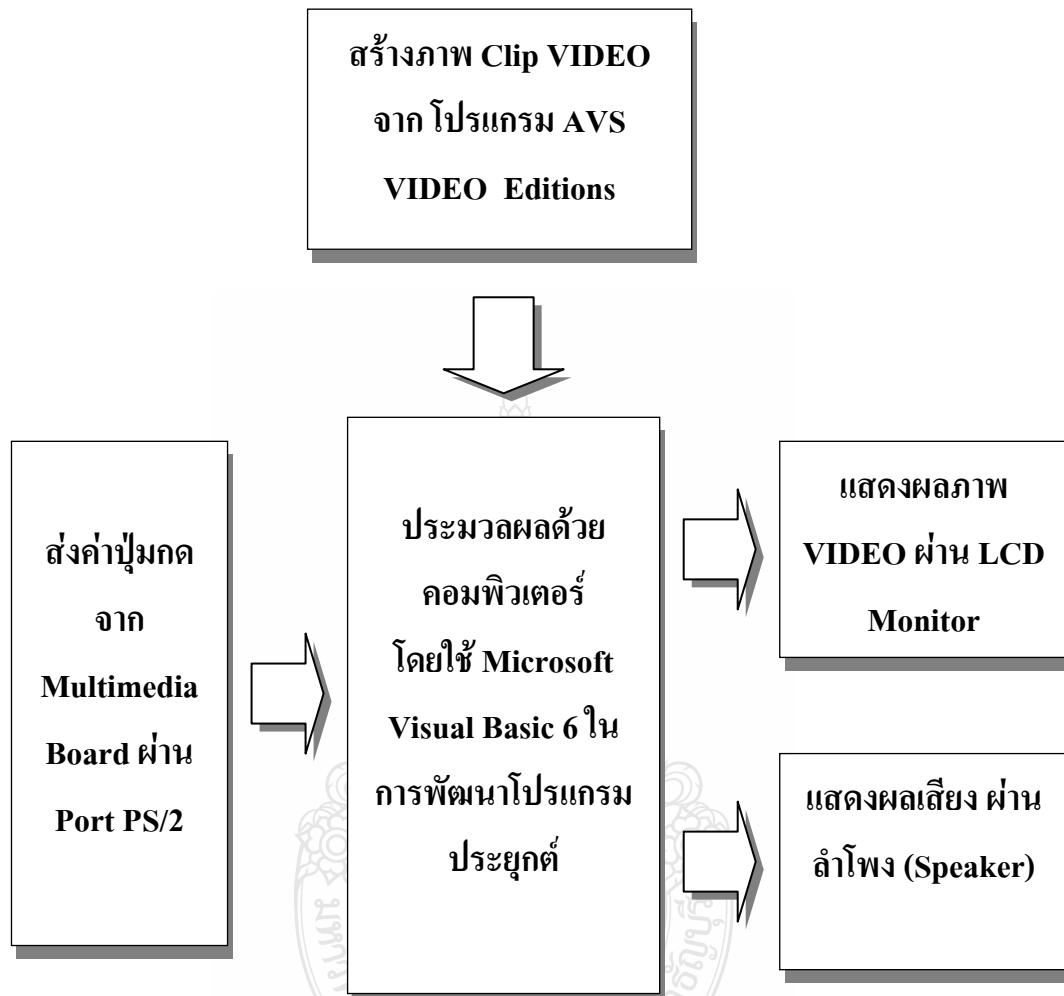 สร้างภาพ Clip VIDEO
จาก โปรแกรม AVS
VIDEO Editions
ส่งค่าปุ่มกด
จาก
Multimedia
Board ผ่าน
Port PS/2
ประมวลผลด้วย
คอมพิวเตอร์
โดยใช้ Microsoft
Visual Basic 6 ใน
การพัฒนาโปรแกรม
ประยุกต์
แสดงผลภาพ
VIDEO ผ่าน LCD
Monitor
แสดงผลเสียง ผ่าน
ลำโพง (Speaker)